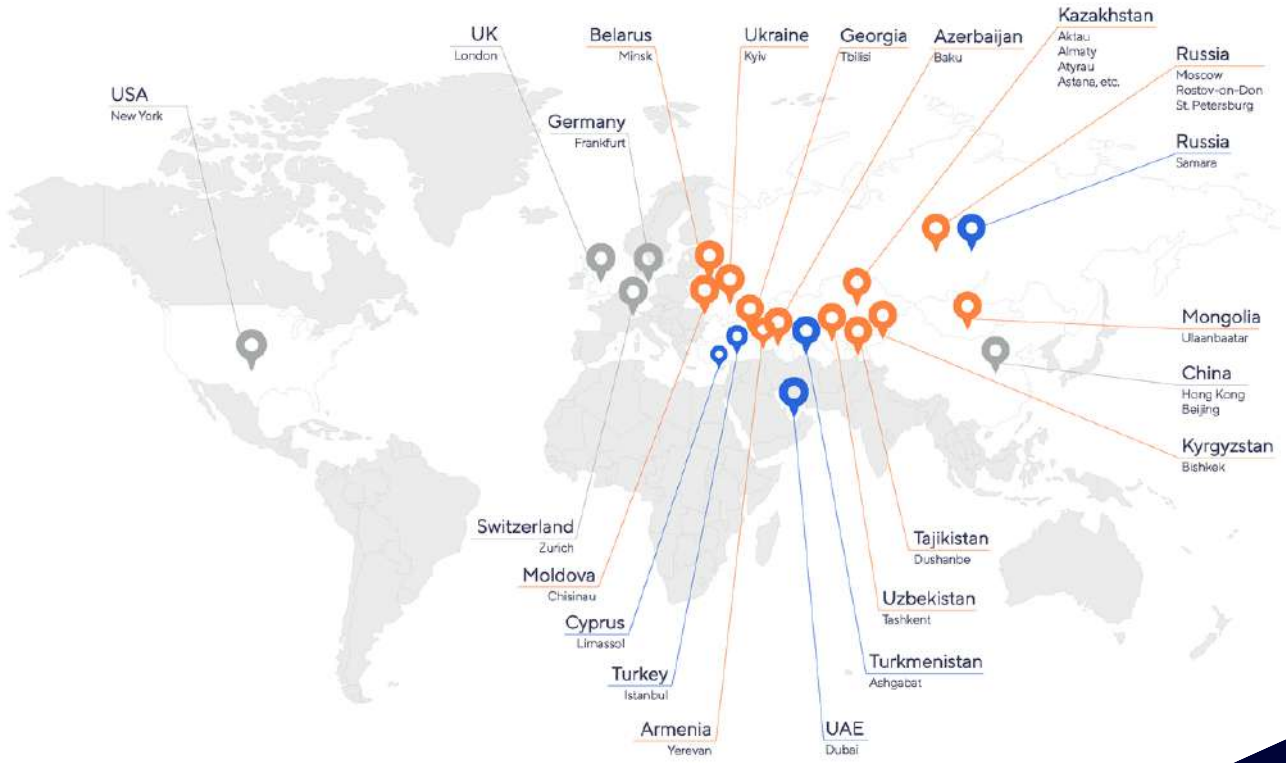 UK
London
Belarus
Minsk
Ukraine
Kyiv
Georgia
Tbilisi
Azerbaijan
Baku
Kazakhstan
Aktau
Almaty
Atyrau
Astana, etc.
Russia
Moscow
Rostov-on-Don
St. Petersburg
USA
New York
Germany
Frankfurt
Russia
Samara
Mongolia
Ulaanbaatar
China
Hong Kong
Beijing
Kyrgyzstan
Bishkek
Switzerland
Zurich
Tajikistan
Dushanbe
Moldova
Chisinau
Uzbekistan
Tashkent
Cyprus
Limassol
Turkmenistan
Ashgabat
Turkey
Istanbul
Armenia
Yerevan
UAE
Dubai